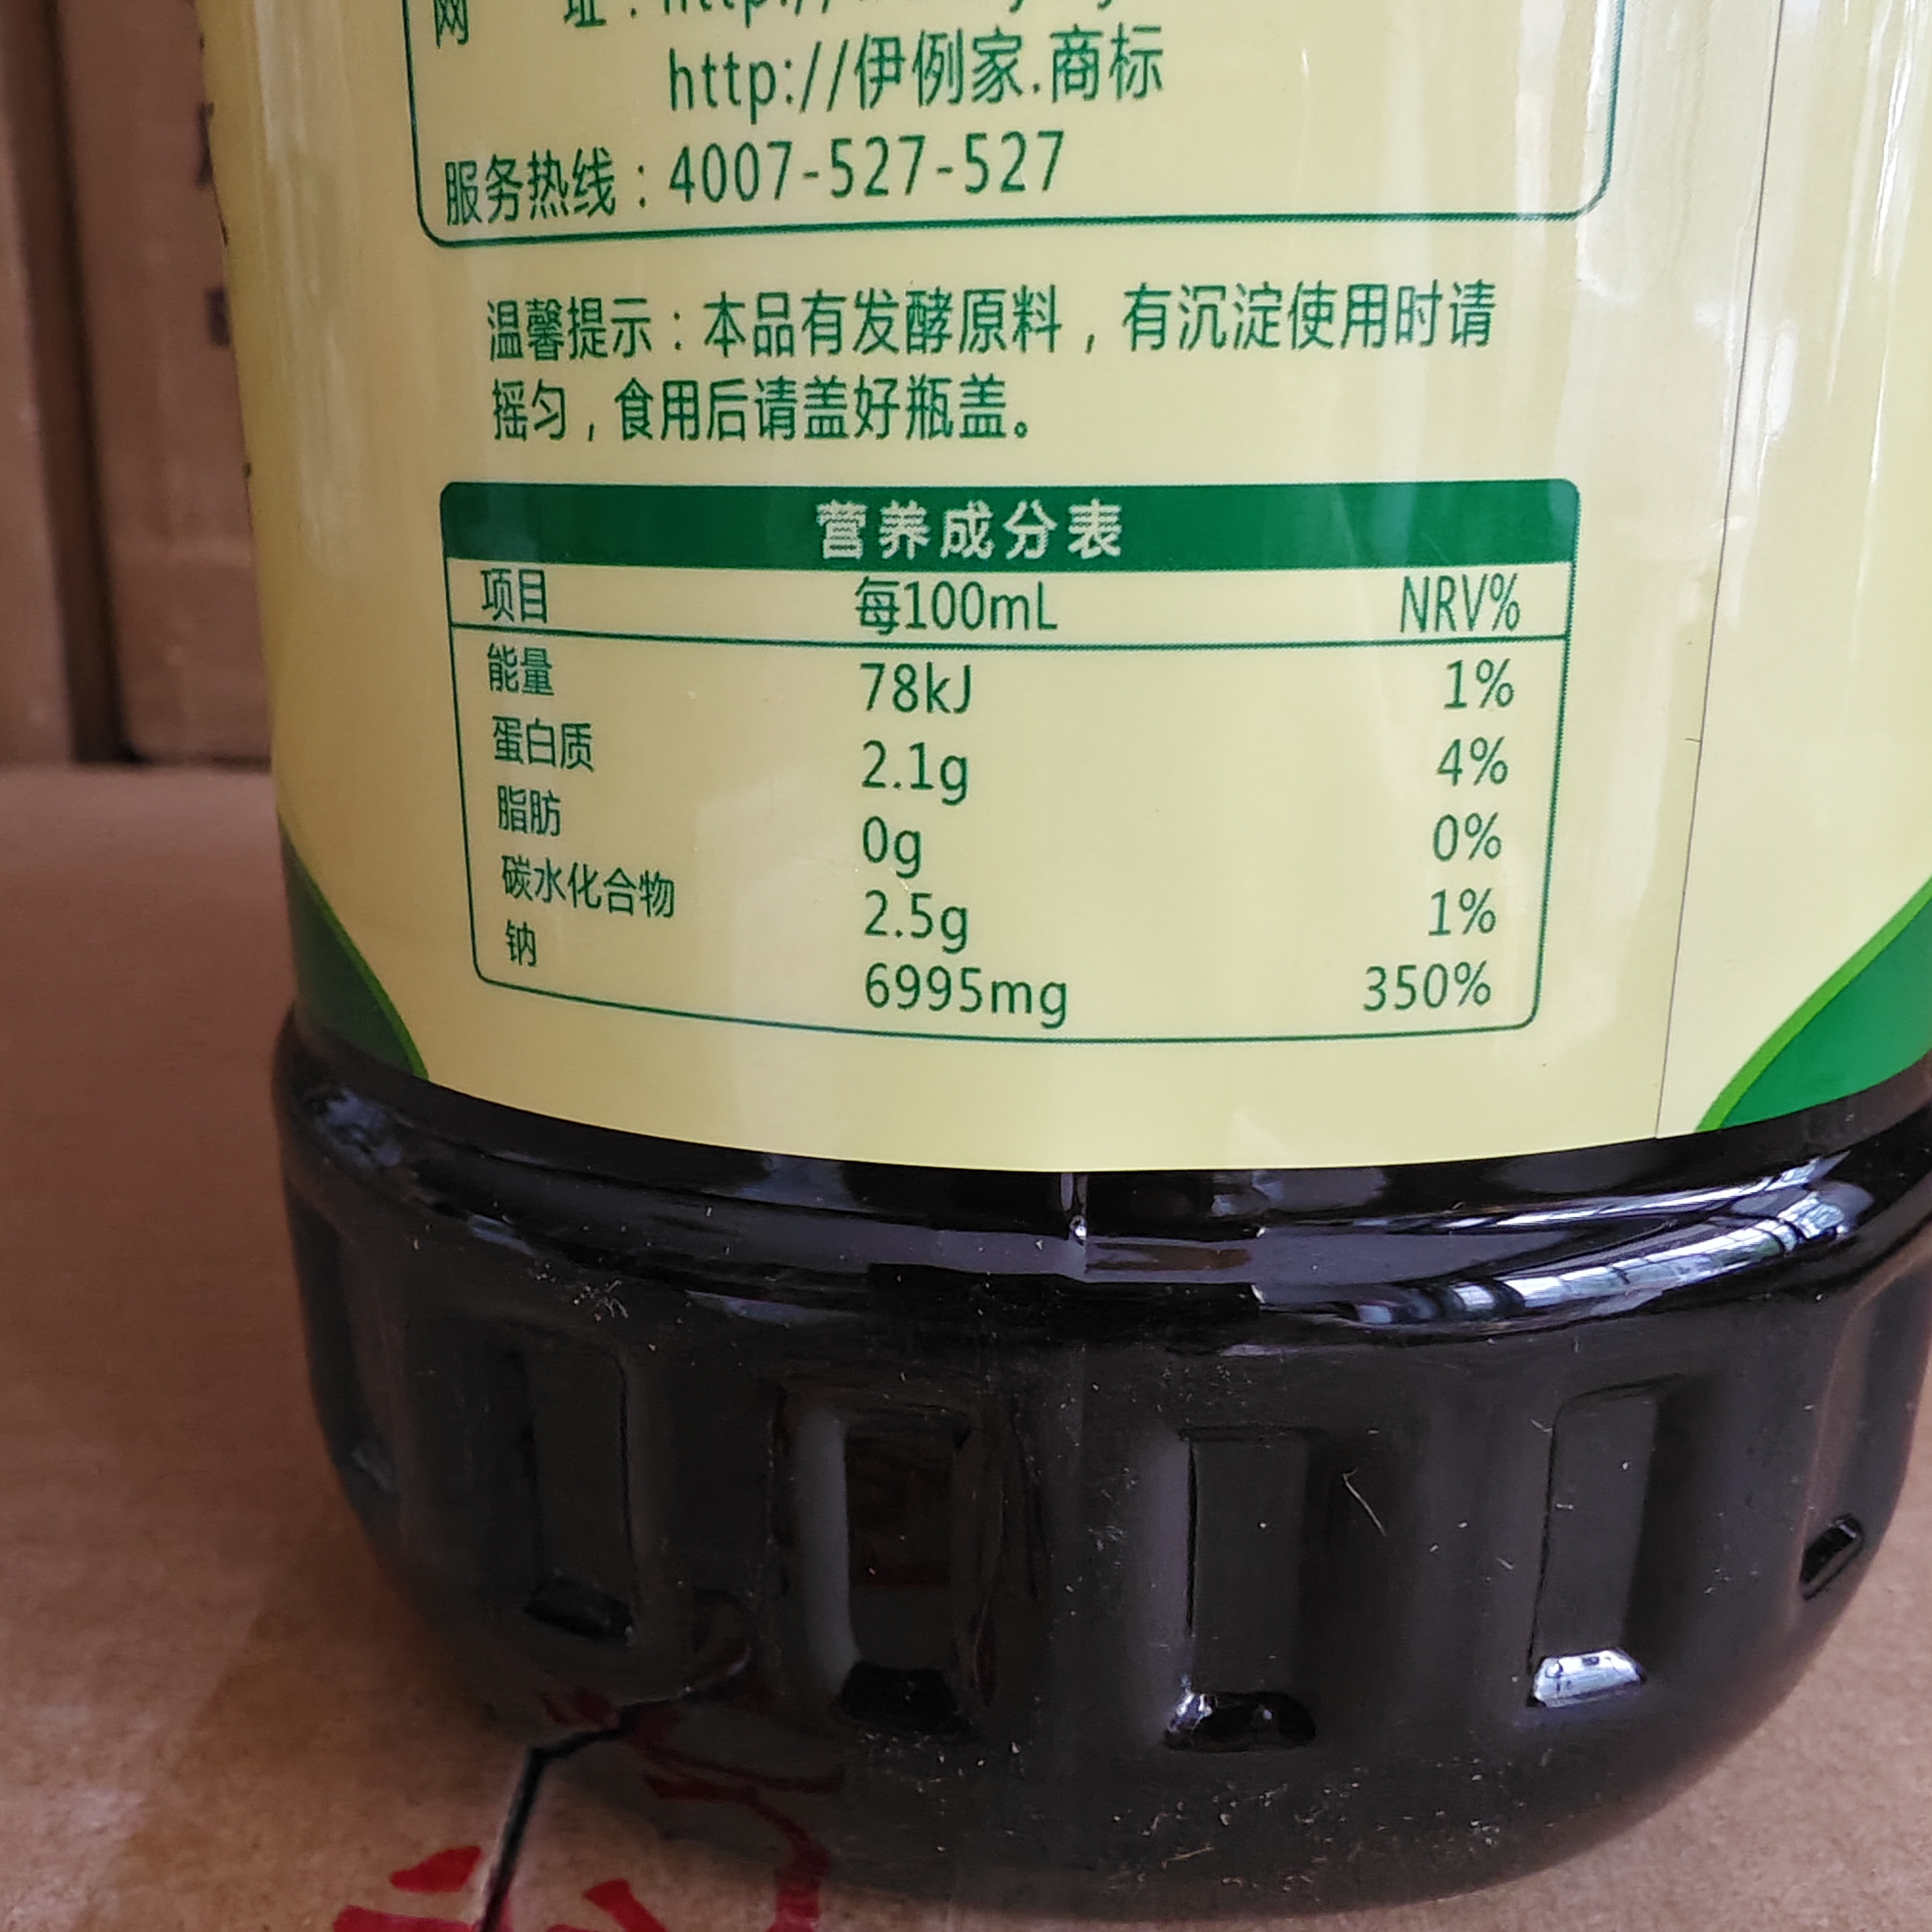 网 址：http://
http://伊例家.商标
服务热线：4007-527-527
温馨提示：本品有发酵原料，有沉淀使用时请
摇匀，食用后请盖好瓶盖。
营养成分表
项目 每100mL NRV%
能量 78kJ 1%
蛋白质 2.1g 4%
脂肪 0g 0%
碳水化合物 2.5g 1%
钠 6995mg 350%